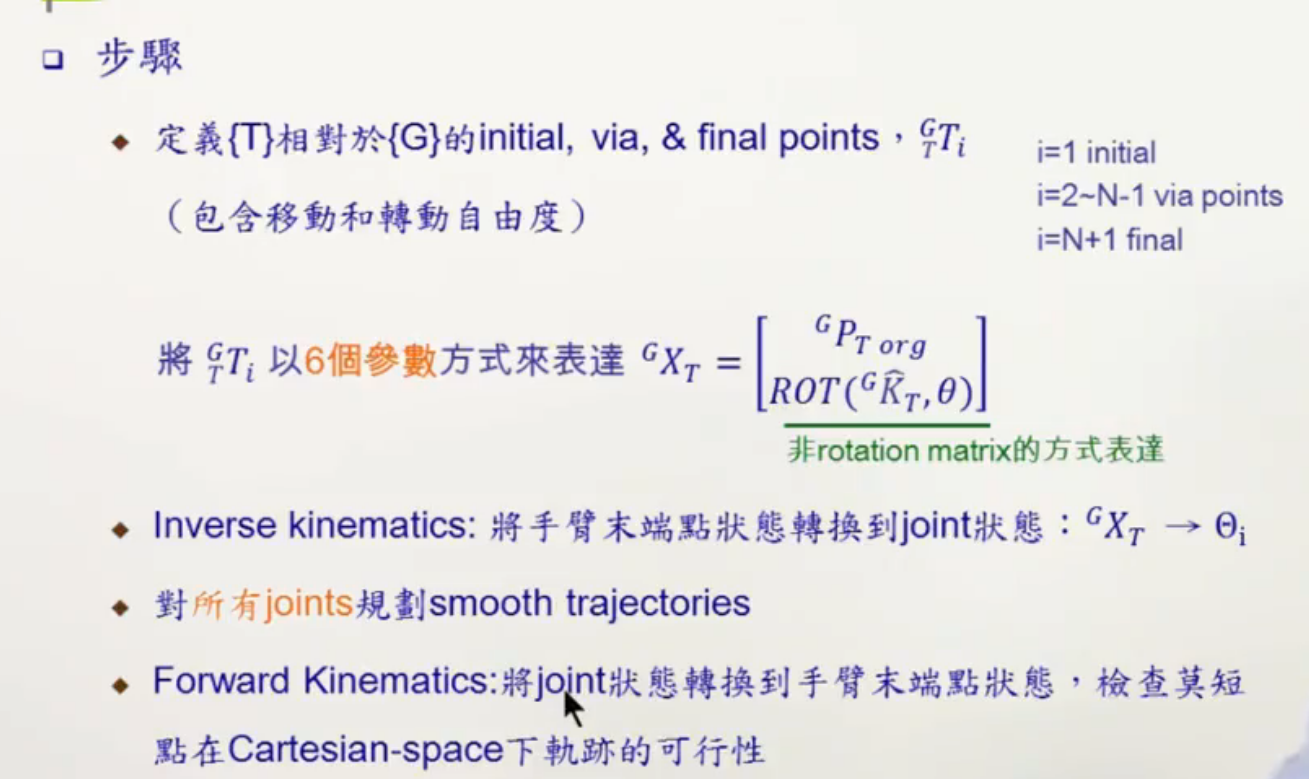 步驟
定義{T}相對於{G}的initial, via, & final points，${}^{G}_{T}T_i$
（包含移動和轉動自由度）
i=1 initial
i=2~N-1 via points
i=N+1 final
將 ${}^{G}_{T}T_i$ 以6個參數方式來表達 ${}^{G}X_T = \begin{bmatrix} {}^{G}P_{T\,org} \\ ROT({}^{G}\hat{K}_T, \theta) \end{bmatrix}$
非rotation matrix的方式表達
Inverse kinematics: 將手臂末端點狀態轉換到joint狀態：${}^{G}X_T \rightarrow \Theta_i$
對所有joints規劃smooth trajectories
Forward Kinematics:將joint狀態轉換到手臂末端點狀態，檢查莫短
點在Cartesian-space下軌跡的可行性